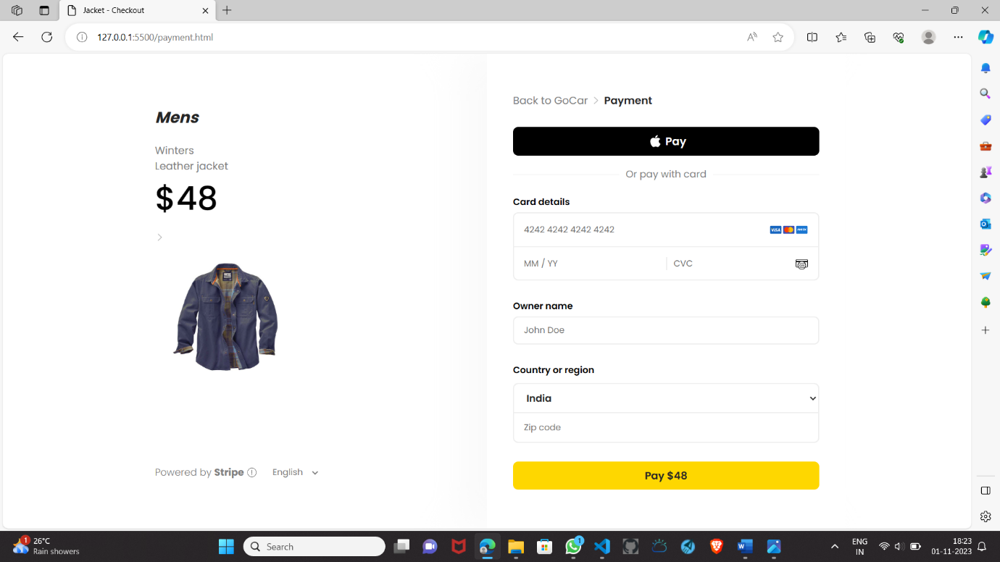 Jacket - Checkout
127.0.0.1:5500/payment.html
Mens
Winters
Leather jacket
$48
Back to GoCar > Payment
Pay
Or pay with card
Card details
4242 4242 4242 4242
VISA
MM / YY
CVC
Owner name
John Doe
Country or region
India
Zip code
Pay $48
Powered by Stripe
English
1
26°C
Rain showers
Search
1
ENG
IN
18:23
01-11-2023